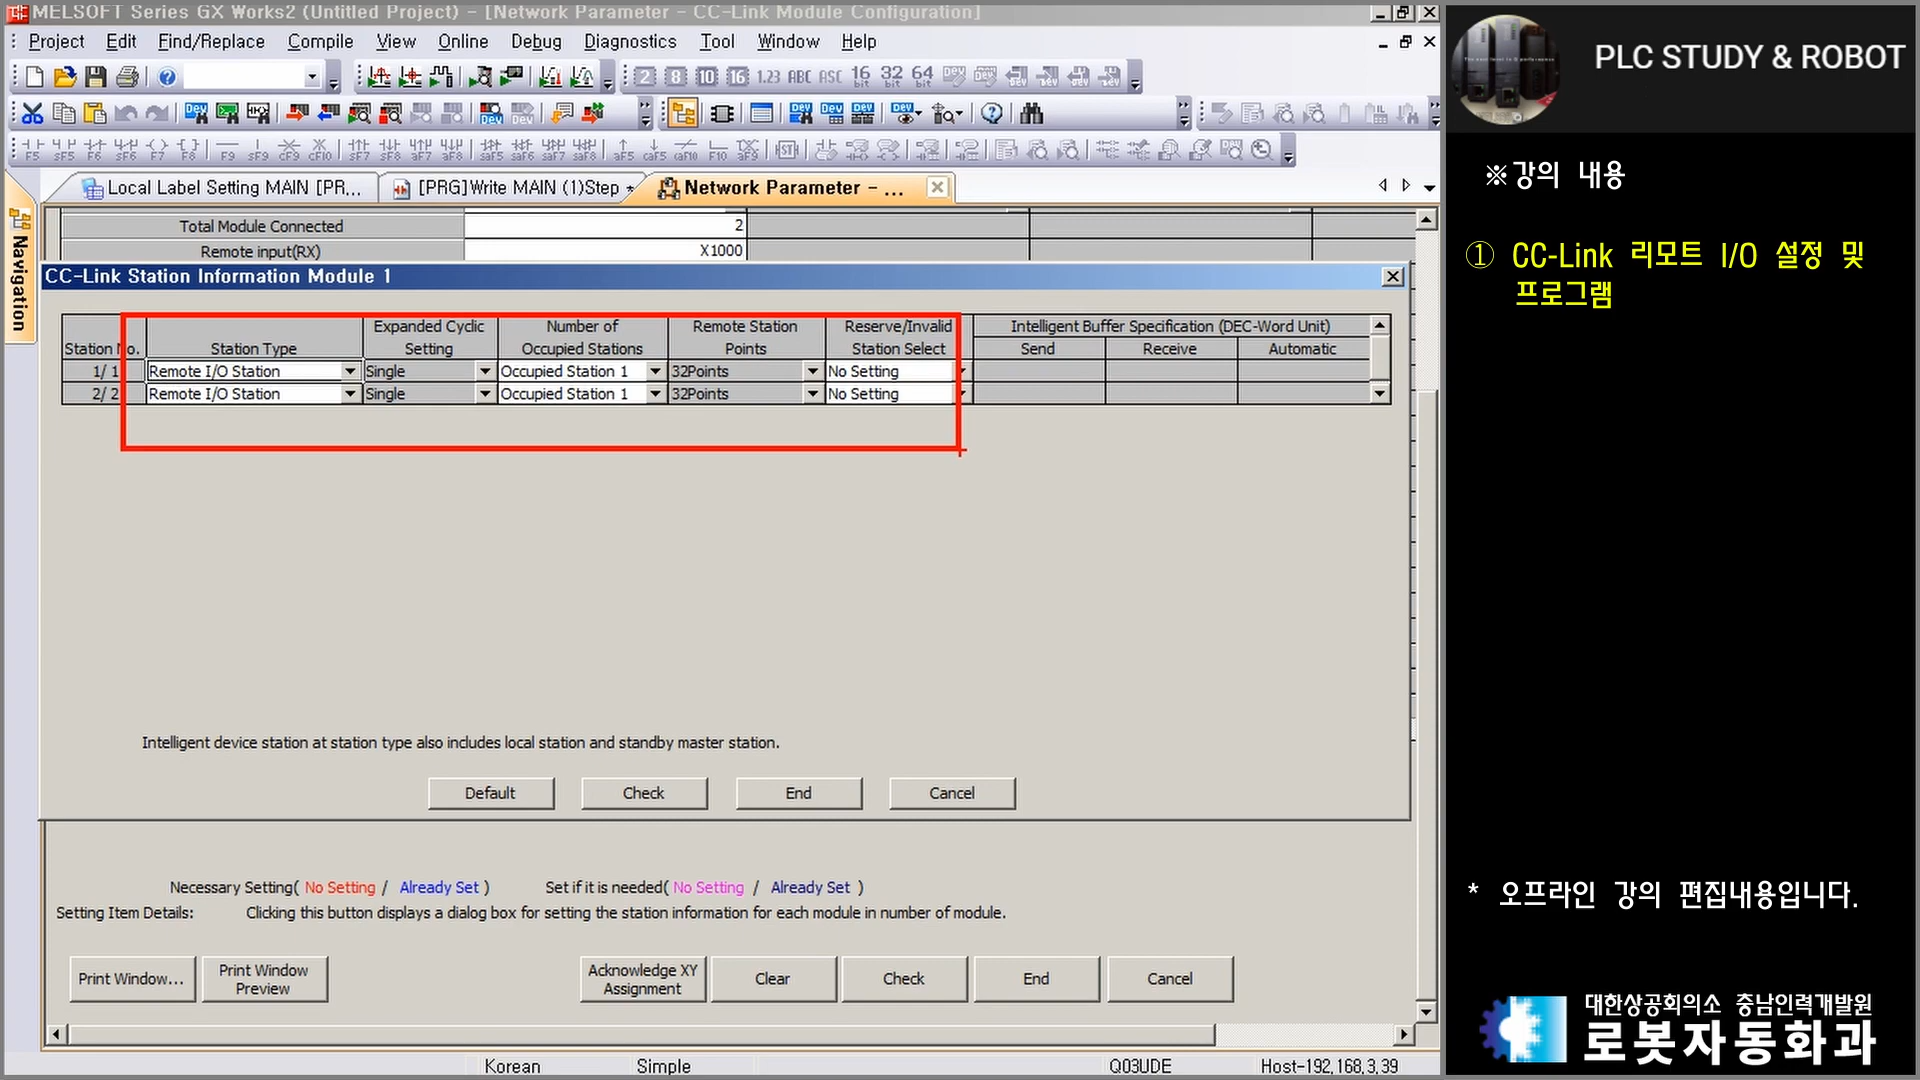 MELSOFT Series GX Works2 (Untitled Project) - [Network Parameter - CC-Link Module Configuration]
Project Edit Find/Replace Compile View Online Debug Diagnostics Tool Window Help
Local Label Setting MAIN [PR... [PRG]Write MAIN (1)Step * Network Parameter - ...
Navigation
Total Module Connected 2
Remote input(RX) X1000
CC-Link Station Information Module 1
Station No. Station Type Expanded Cyclic Setting Number of Occupied Stations Remote Station Points Reserve/Invalid Station Select Intelligent Buffer Specification (DEC-Word Unit)
Send Receive Automatic
1/ 1 Remote I/O Station Single Occupied Station 1 32Points No Setting
2/ 2 Remote I/O Station Single Occupied Station 1 32Points No Setting
Intelligent device station at station type also includes local station and standby master station.
Default Check End Cancel
Necessary Setting( No Setting / Already Set ) Set if it is needed( No Setting / Already Set )
Setting Item Details: Clicking this button displays a dialog box for setting the station information for each module in number of module.
Print Window... Print Window Preview Acknowledge XY Assignment Clear Check End Cancel
Korean Simple Q03UDE Host-192,168,3,39
PLC STUDY & ROBOT
※강의 내용
① CC-Link 리모트 I/O 설정 및
프로그램
* 오프라인 강의 편집내용입니다.
대한상공회의소 충남인력개발원
로봇자동화과